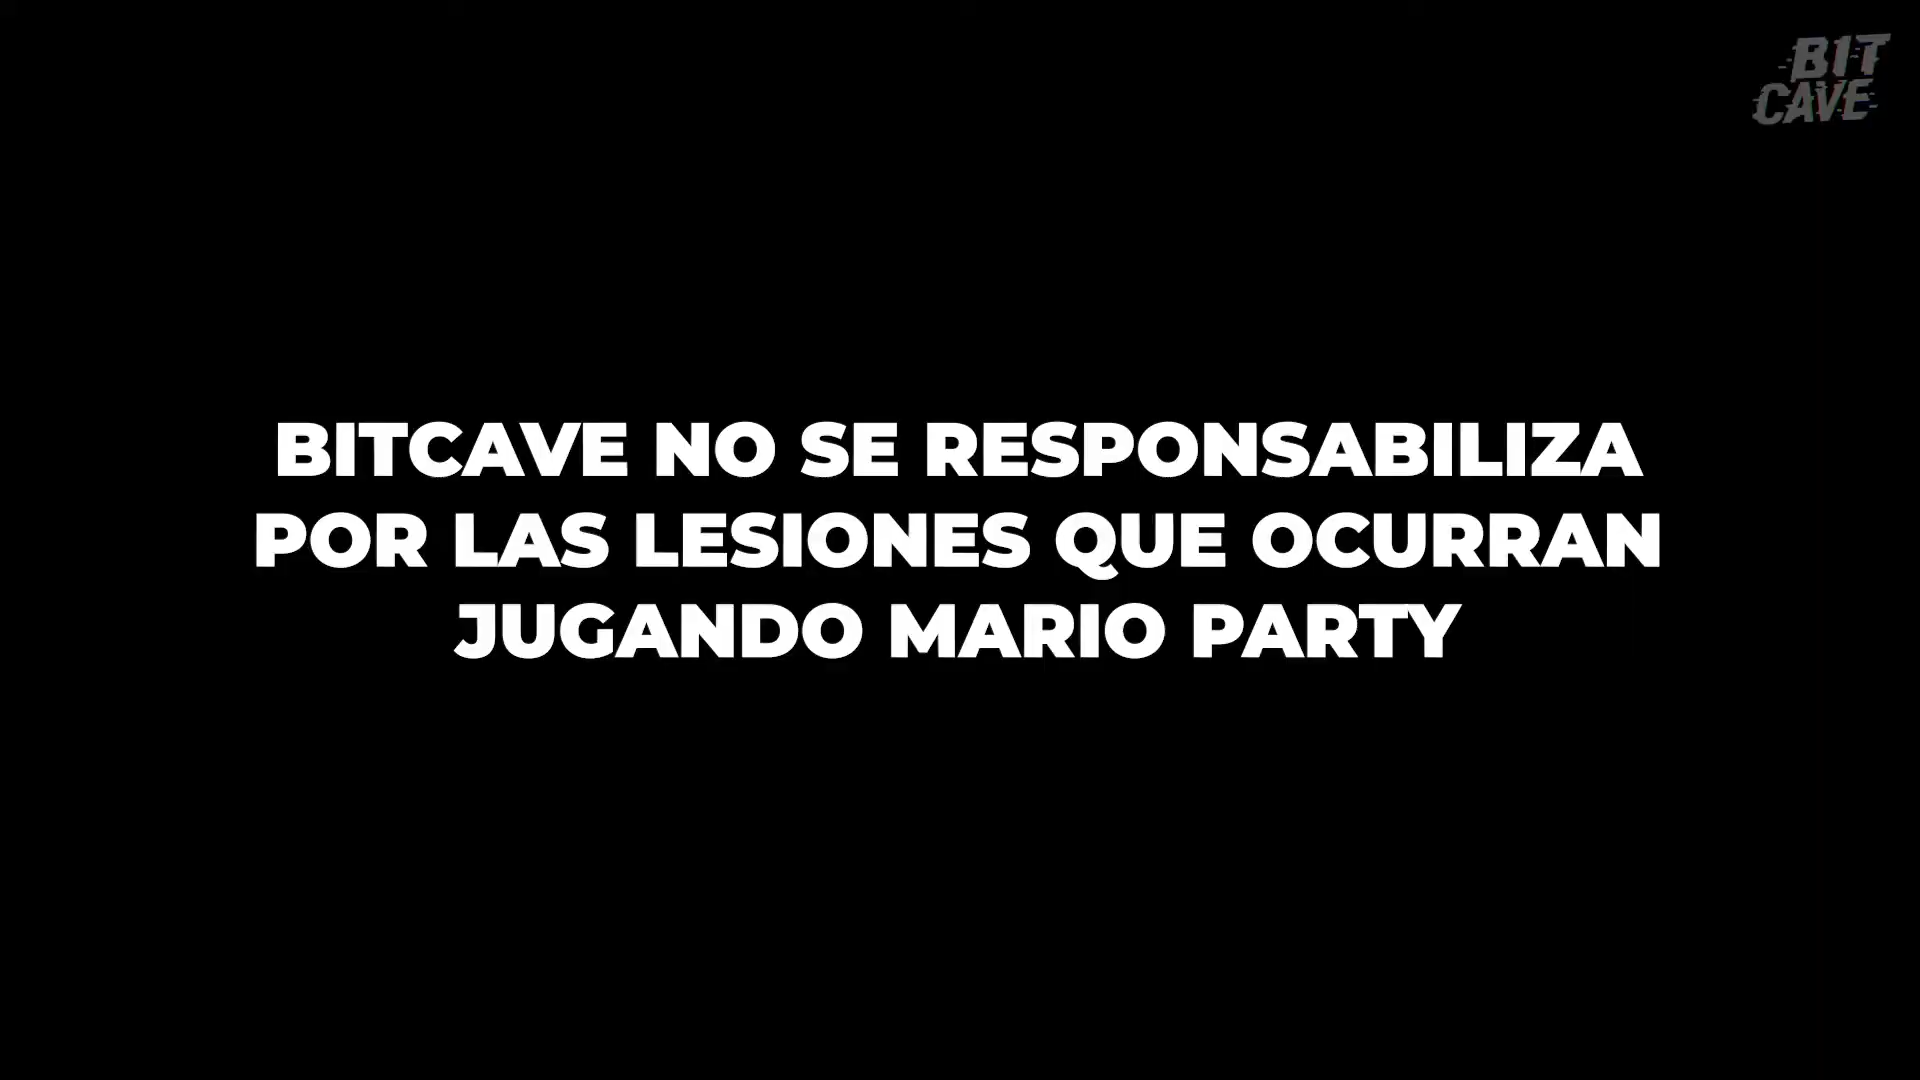 BIT
CAVE
BITCAVE NO SE RESPONSABILIZA
POR LAS LESIONES QUE OCURRAN
JUGANDO MARIO PARTY